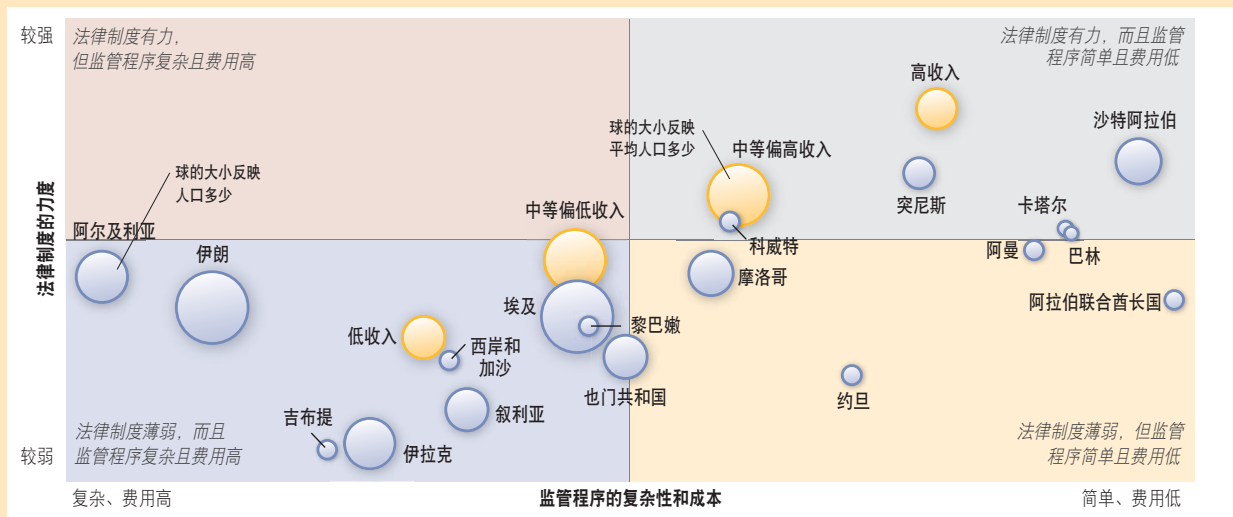 较强
法律制度有力，
但监管程序复杂且费用高
法律制度有力，而且监管
程序简单且费用低
高收入
沙特阿拉伯
球的大小反映
平均人口多少
中等偏高收入
球的大小反映
人口多少
突尼斯
卡塔尔
中等偏低收入
阿尔及利亚
伊朗
科威特
阿曼
巴林
摩洛哥
阿拉伯联合酋长国
埃及
黎巴嫩
低收入
西岸和
加沙
也门共和国
约旦
叙利亚
吉布提
伊拉克
法律制度薄弱，而且
监管程序复杂且费用高
法律制度薄弱，但监管
程序简单且费用低
较弱
法律制度的力度
复杂、费用高
监管程序的复杂性和成本
简单、费用低